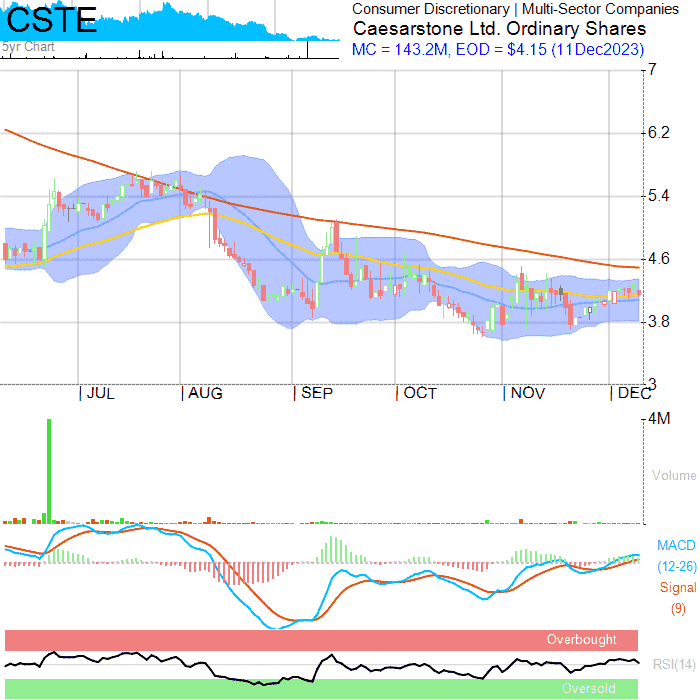 CSTE
5yr Chart
Consumer Discretionary | Multi-Sector Companies
Caesarstone Ltd. Ordinary Shares
MC = 143.2M, EOD = $4.15 (11Dec2023)
7
6.2
5.4
4.6
3.8
3
JUL AUG SEP OCT NOV DEC
4M
Volume
MACD
(12-26)
Signal
(9)
Overbought
RSI(14)
Oversold